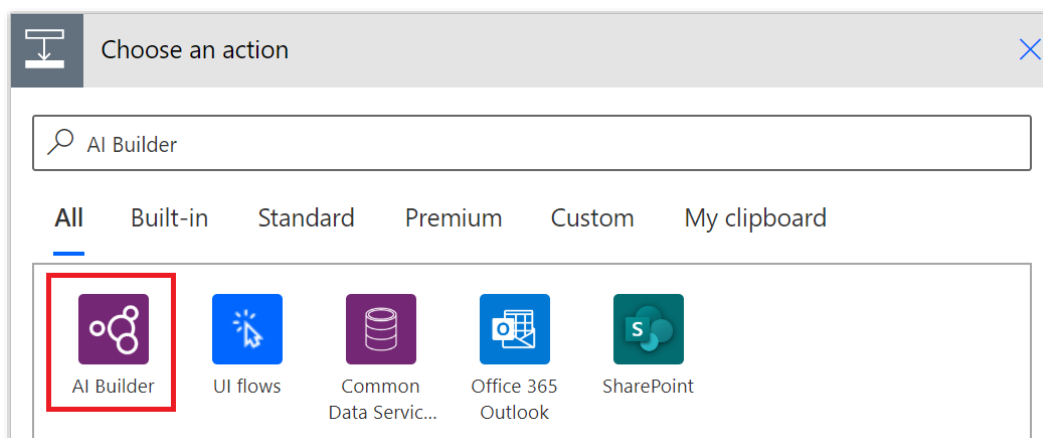 Choose an action
AI Builder
All Built-in Standard Premium Custom My clipboard
AI Builder UI flows Common Data Servic... Office 365 Outlook SharePoint